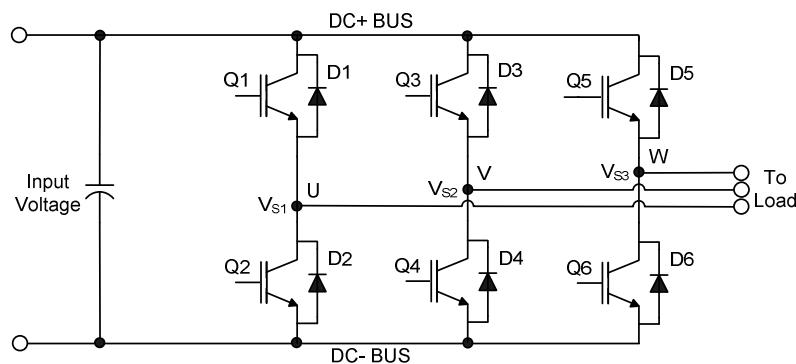 DC+ BUS
Q1
D1
Q3
D3
Q5
D5
Input
Voltage
VS1
U
VS2
V
VS3
W
To
Load
Q2
D2
Q4
D4
Q6
D6
DC- BUS